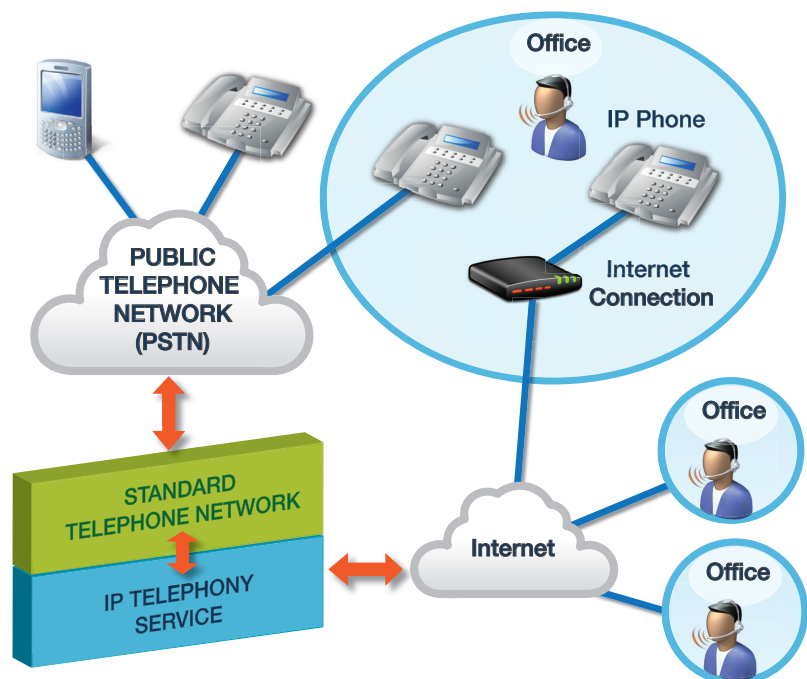 Office
IP Phone
PUBLIC
TELEPHONE
NETWORK
(PSTN)
Internet
Connection
Office
STANDARD
TELEPHONE NETWORK
Internet
IP TELEPHONY
SERVICE
Office